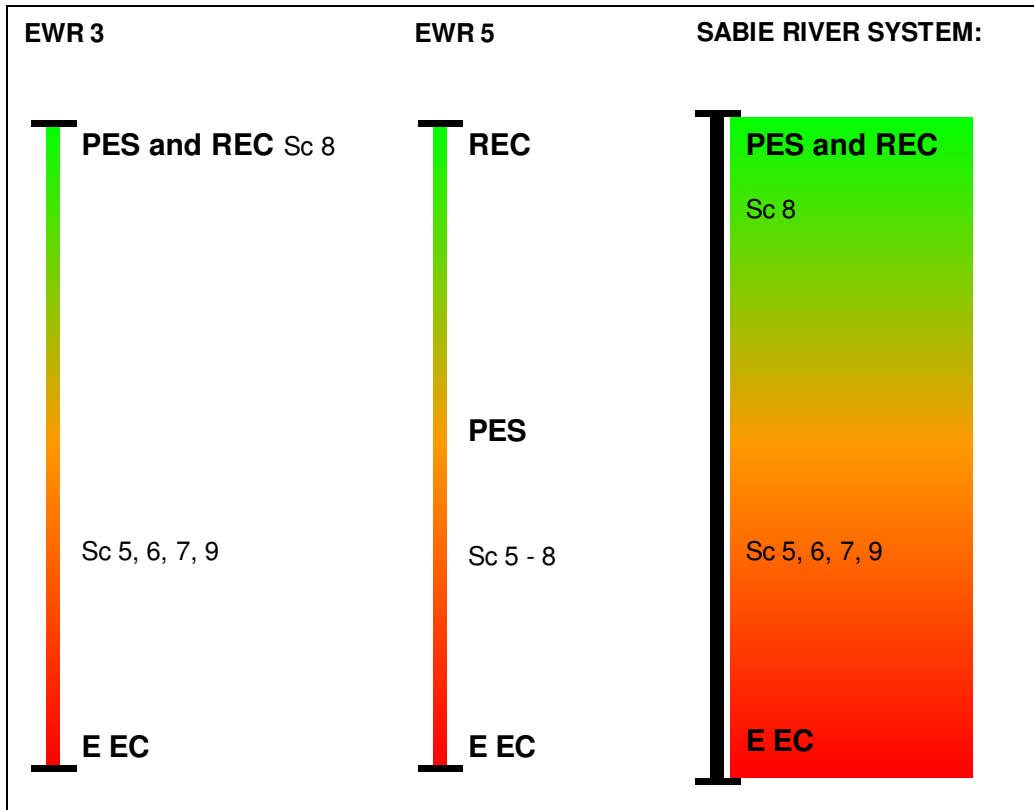 EWR 3
PES and REC Sc 8
Sc 5, 6, 7, 9
E EC
EWR 5
REC
PES
Sc 5 - 8
E EC
SABIE RIVER SYSTEM:
PES and REC
Sc 8
Sc 5, 6, 7, 9
E EC